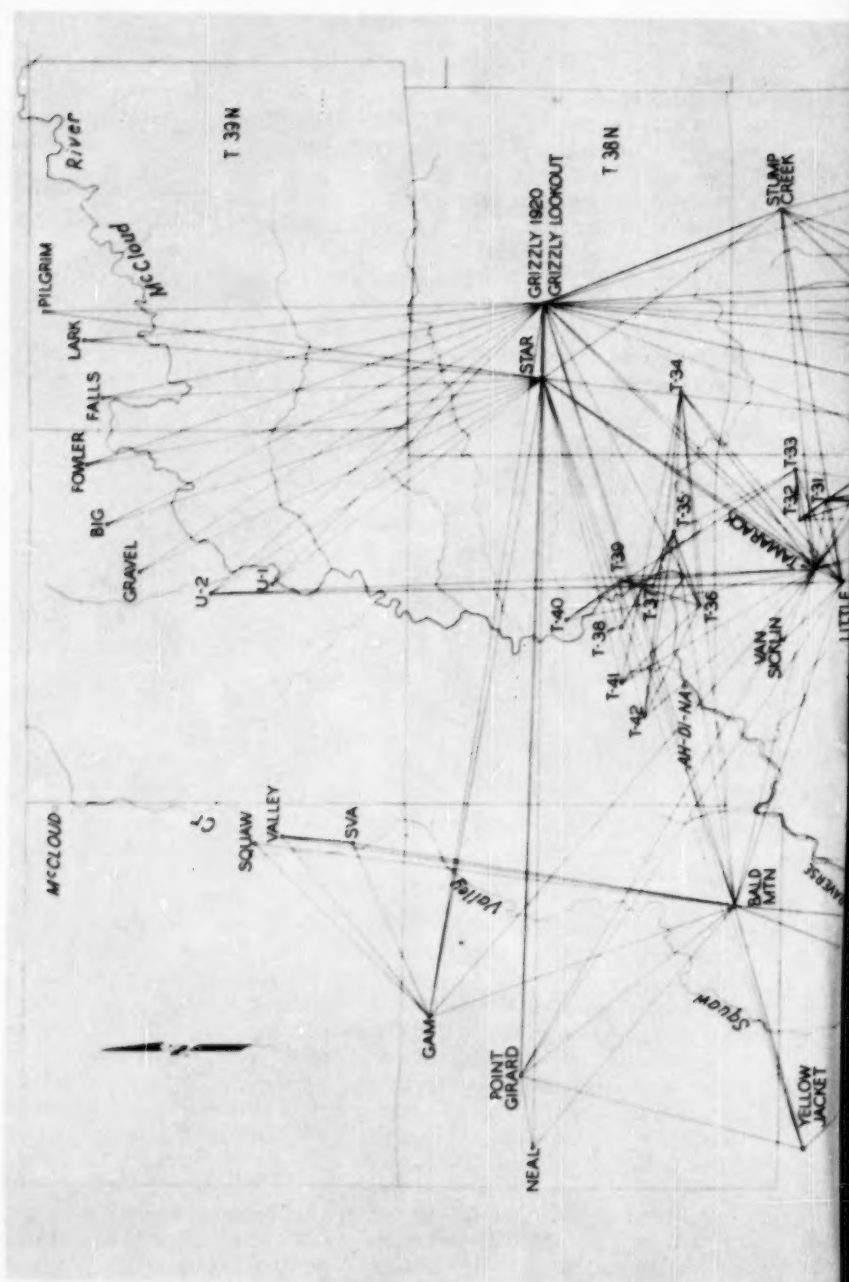 PILGRIM
LARK
FALLS
FOWLER
BIG
GRAVEL
U-2
U-1
McCloud
River
T 39N
McCLOUD
SQUAW
VALLEY
SVA
GAM
Valley
Squaw
POINT
GIRARD
NEAL
YELLOW
JACKET
BALD
MTN
STAR
GRIZZLY 1920
GRIZZLY LOOKOUT
T 38N
STUMP
CREEK
T-34
T-35
T-33
T-32
T-31
T-39
T-37
T-36
T-40
T-38
T-41
T-42
AH-DI-NA
TAMARACK
VAN
SICKLIN
LITTLE